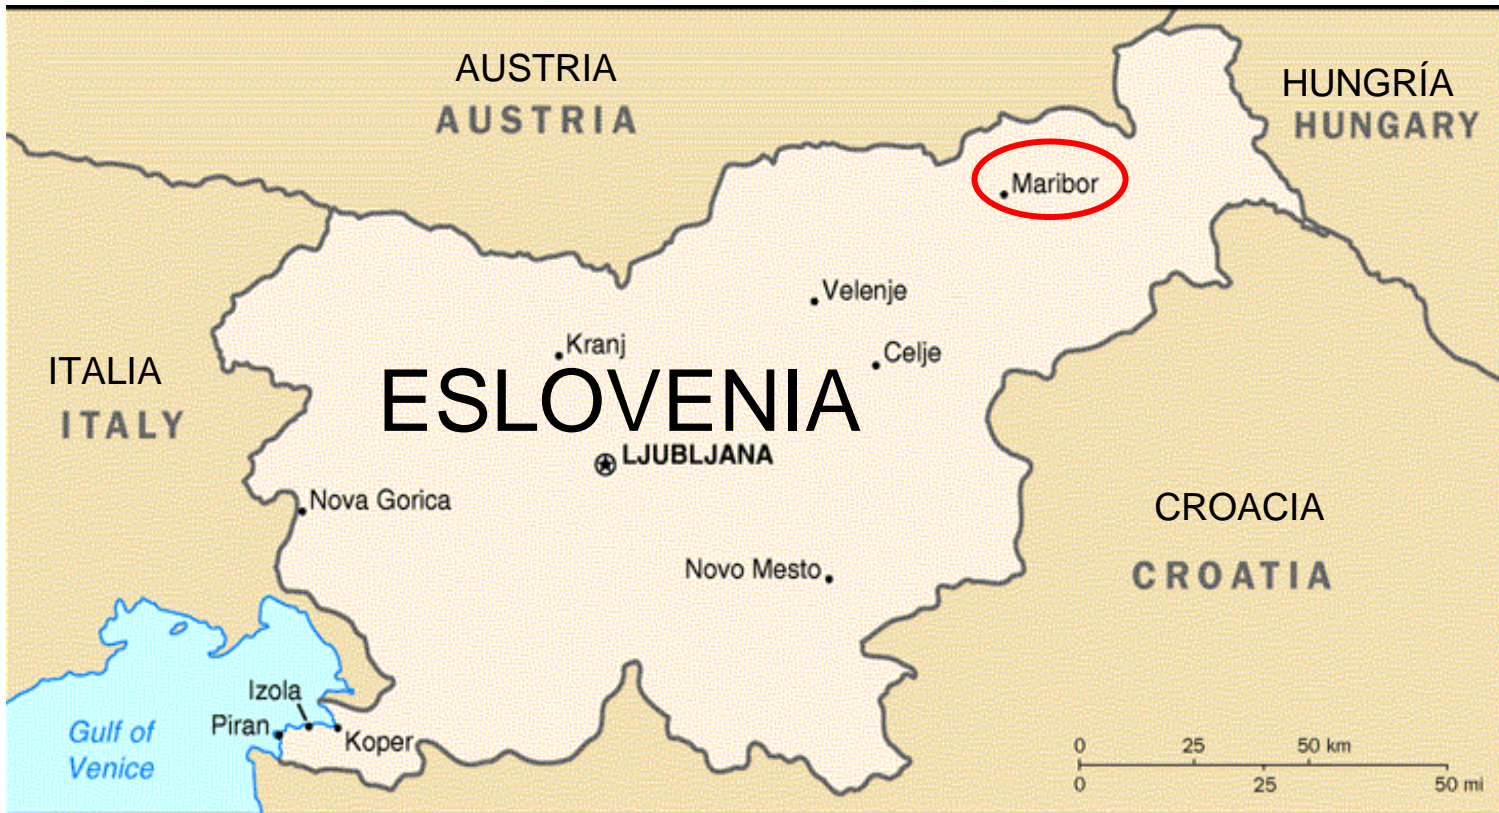 AUSTRIA
AUSTRIA
HUNGRÍA
HUNGARY
Maribor
Velenje
Kranj
Celje
ITALIA
ITALY
ESLOVENIA
LJUBLJANA
Nova Gorica
CROACIA
CROATIA
Novo Mesto
Izola
Piran
Koper
Gulf of
Venice
0 25 50 km
0 25 50 mi